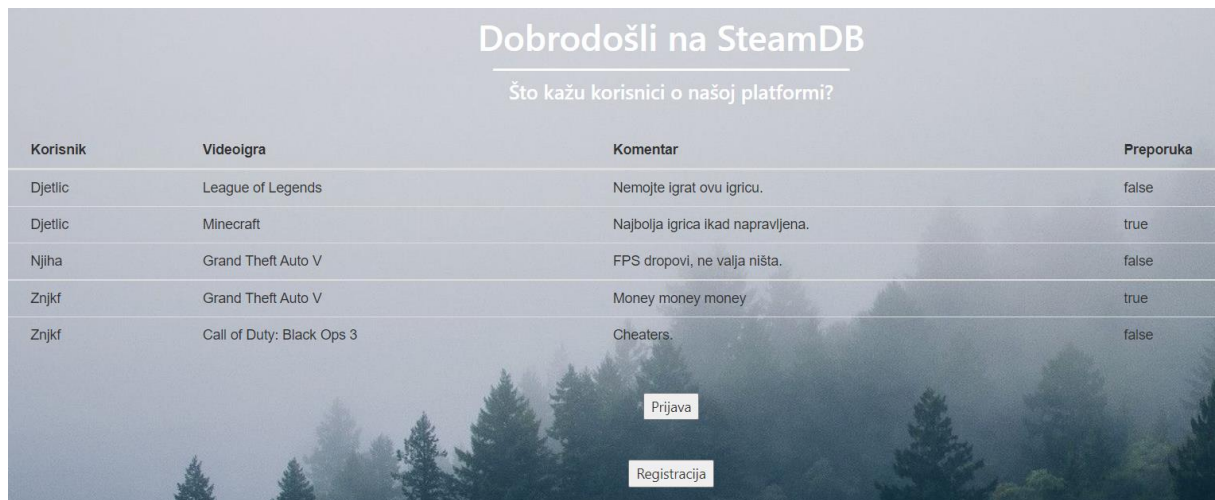 Dobrodošli na SteamDB
Što kažu korisnici o našoj platformi?
Korisnik Videoigra Komentar Preporuka
Djetlic League of Legends Nemojte igrat ovu igricu. false
Djetlic Minecraft Najbolja igrica ikad napravljena. true
Njiha Grand Theft Auto V FPS dropovi, ne valja ništa. false
Znjkf Grand Theft Auto V Money money money true
Znjkf Call of Duty: Black Ops 3 Cheaters. false
Prijava
Registracija